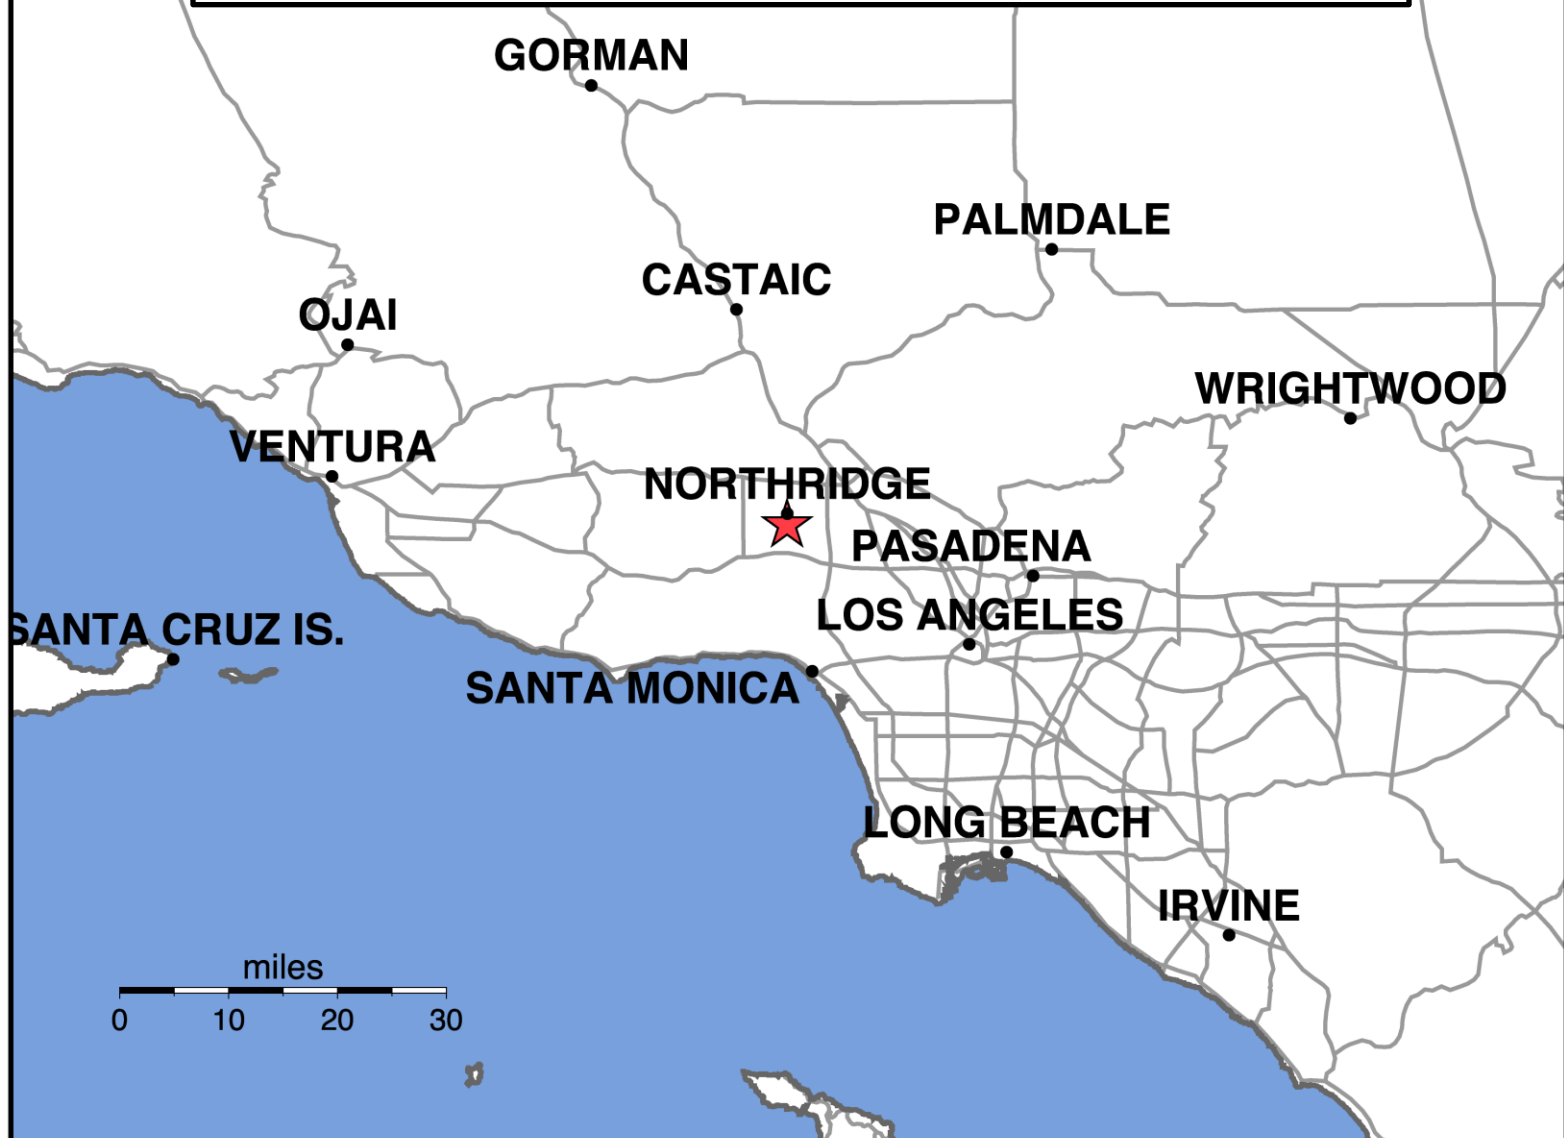 GORMAN
PALMDALE
CASTAIC
OJAI
WRIGHTWOOD
VENTURA
NORTHRIDGE
PASADENA
LOS ANGELES
SANTA CRUZ IS.
SANTA MONICA
LONG BEACH
IRVINE
miles
0 10 20 30